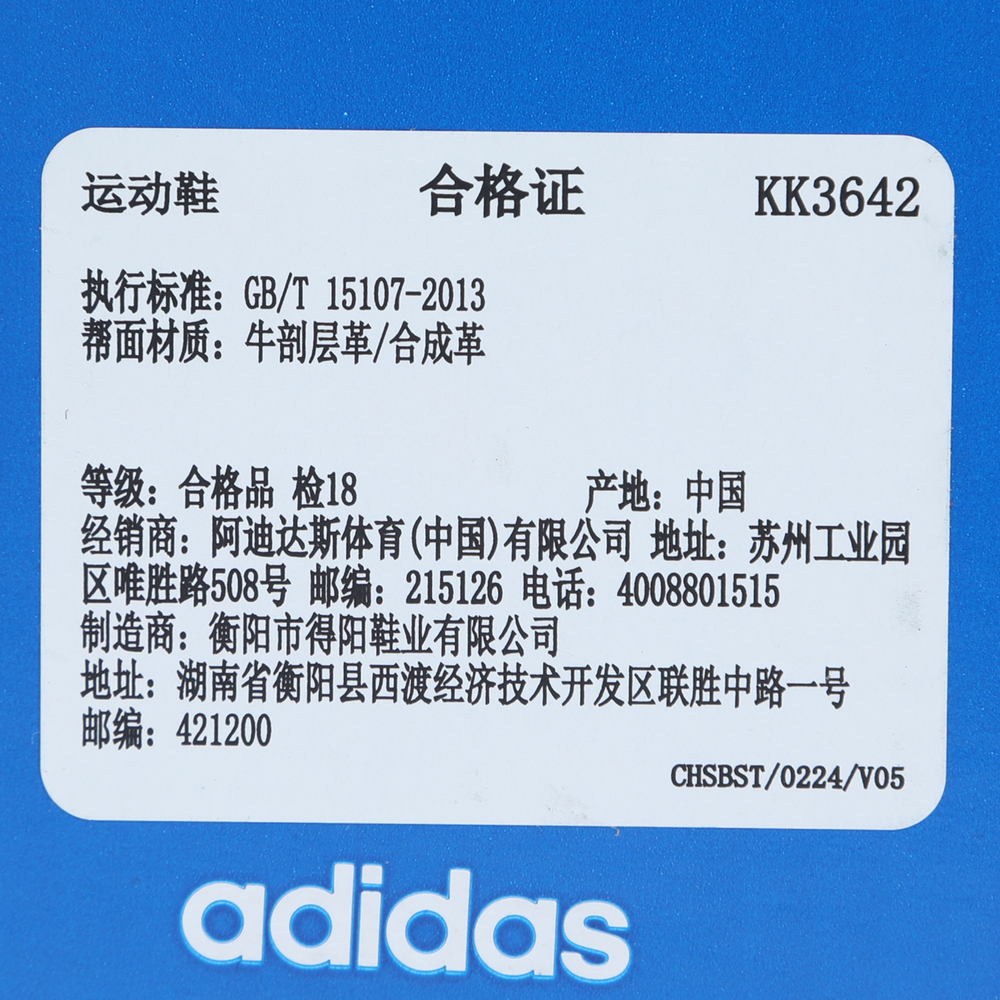 运动鞋 合格证 KK3642
执行标准：GB/T 15107-2013
帮面材质：牛剖层革/合成革
等级：合格品 检18 产地：中国
经销商：阿迪达斯体育(中国)有限公司 地址：苏州工业园
区唯胜路508号 邮编：215126 电话：4008801515
制造商：衡阳市得阳鞋业有限公司
地址：湖南省衡阳县西渡经济技术开发区联胜中路一号
邮编：421200
CHSBST/0224/V05
adidas